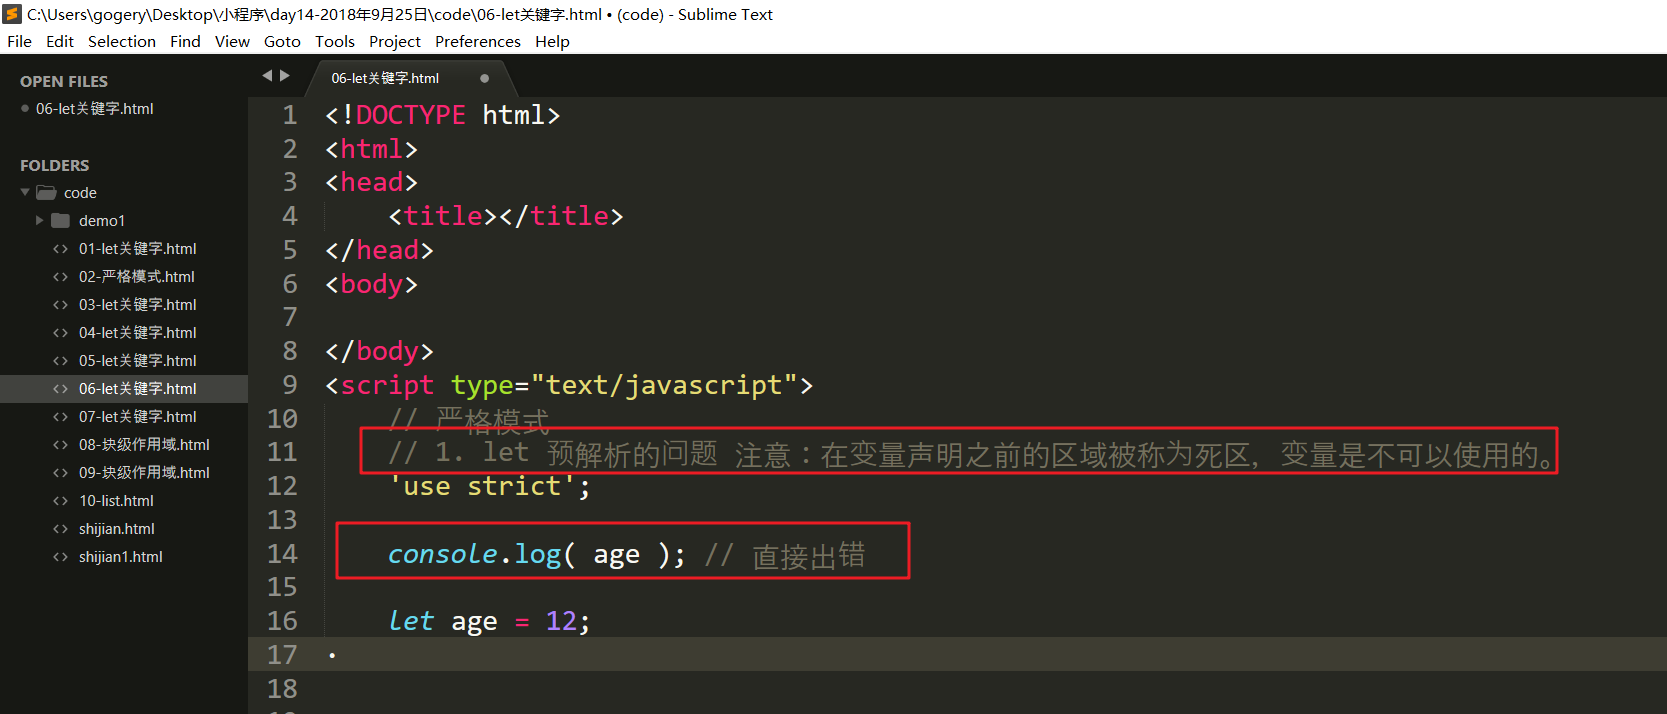 C:\Users\gogery\Desktop\小程序\day14-2018年9月25日\code\06-let关键字.html • (code) - Sublime Text
File Edit Selection Find View Goto Tools Project Preferences Help
OPEN FILES
06-let关键字.html
FOLDERS
code
demo1
01-let关键字.html
02-严格模式.html
03-let关键字.html
04-let关键字.html
05-let关键字.html
06-let关键字.html
07-let关键字.html
08-块级作用域.html
09-块级作用域.html
10-list.html
shijian.html
shijian1.html
06-let关键字.html
1 <!DOCTYPE html>
2 <html>
3 <head>
4 <title></title>
5 </head>
6 <body>
7
8 </body>
9 <script type="text/javascript">
10 // 严格模式
11 // 1. let 预解析的问题 注意：在变量声明之前的区域被称为死区，变量是不可以使用的。
12 'use strict';
13
14 console.log( age ); // 直接出错
15
16 let age = 12;
17
18